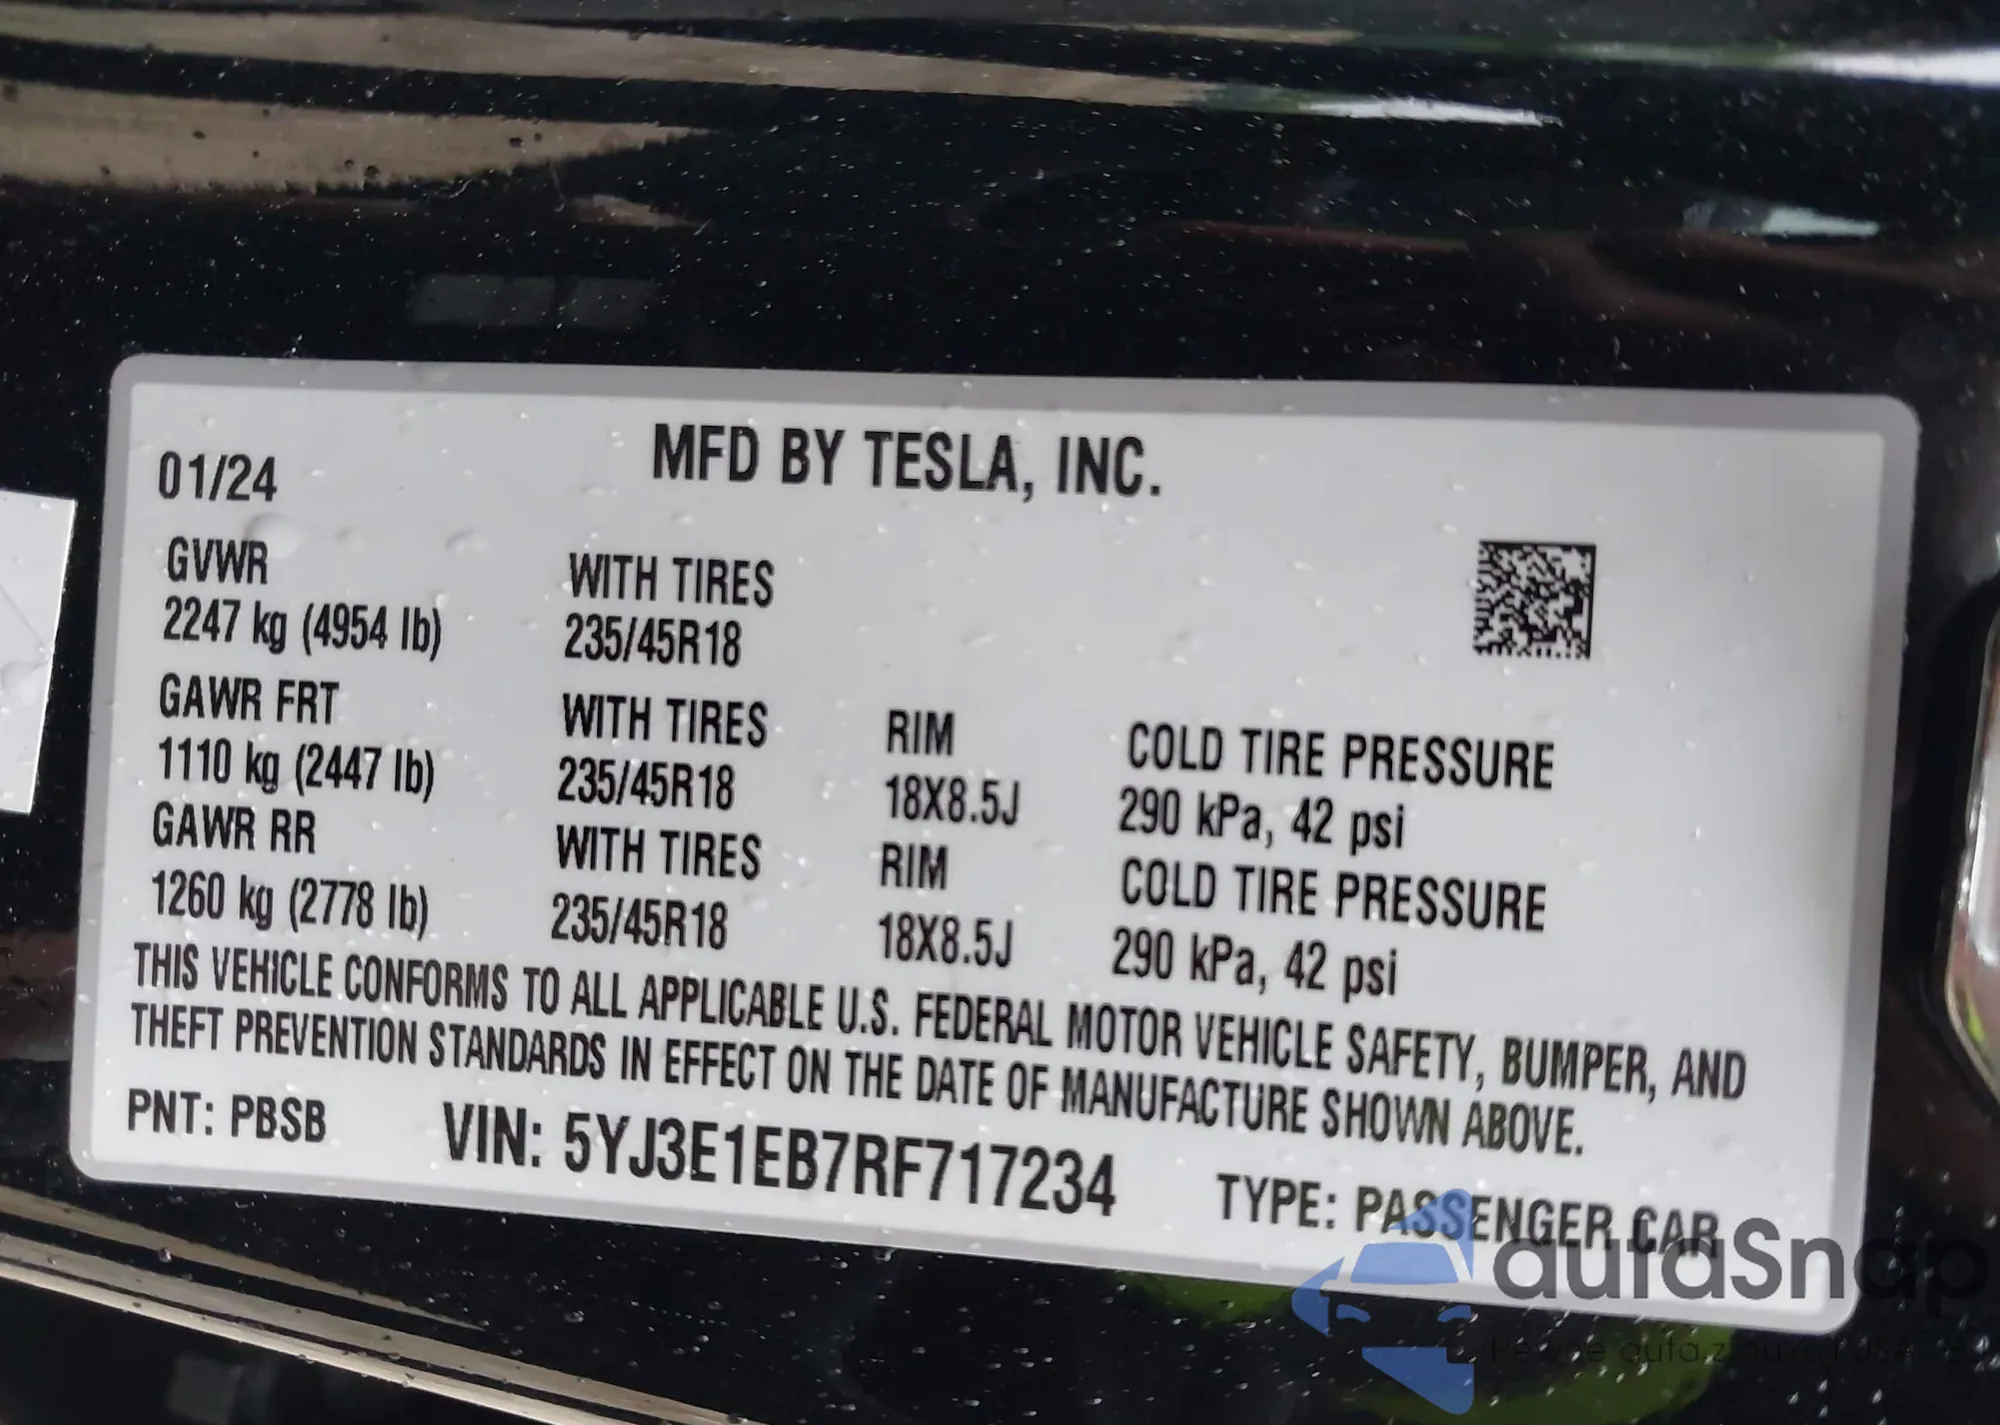 MFD BY TESLA, INC.
01/24
GVWR WITH TIRES
2247 kg (4954 lb) 235/45R18
GAWR FRT WITH TIRES RIM COLD TIRE PRESSURE
1110 kg (2447 lb) 235/45R18 18X8.5J 290 kPa, 42 psi
GAWR RR WITH TIRES RIM COLD TIRE PRESSURE
1260 kg (2778 lb) 235/45R18 18X8.5J 290 kPa, 42 psi
THIS VEHICLE CONFORMS TO ALL APPLICABLE U.S. FEDERAL MOTOR VEHICLE SAFETY, BUMPER, AND
THEFT PREVENTION STANDARDS IN EFFECT ON THE DATE OF MANUFACTURE SHOWN ABOVE.
PNT: PBSB VIN: 5YJ3E1EB7RF717234 TYPE: PASSENGER CAR
autaSnap
auta z